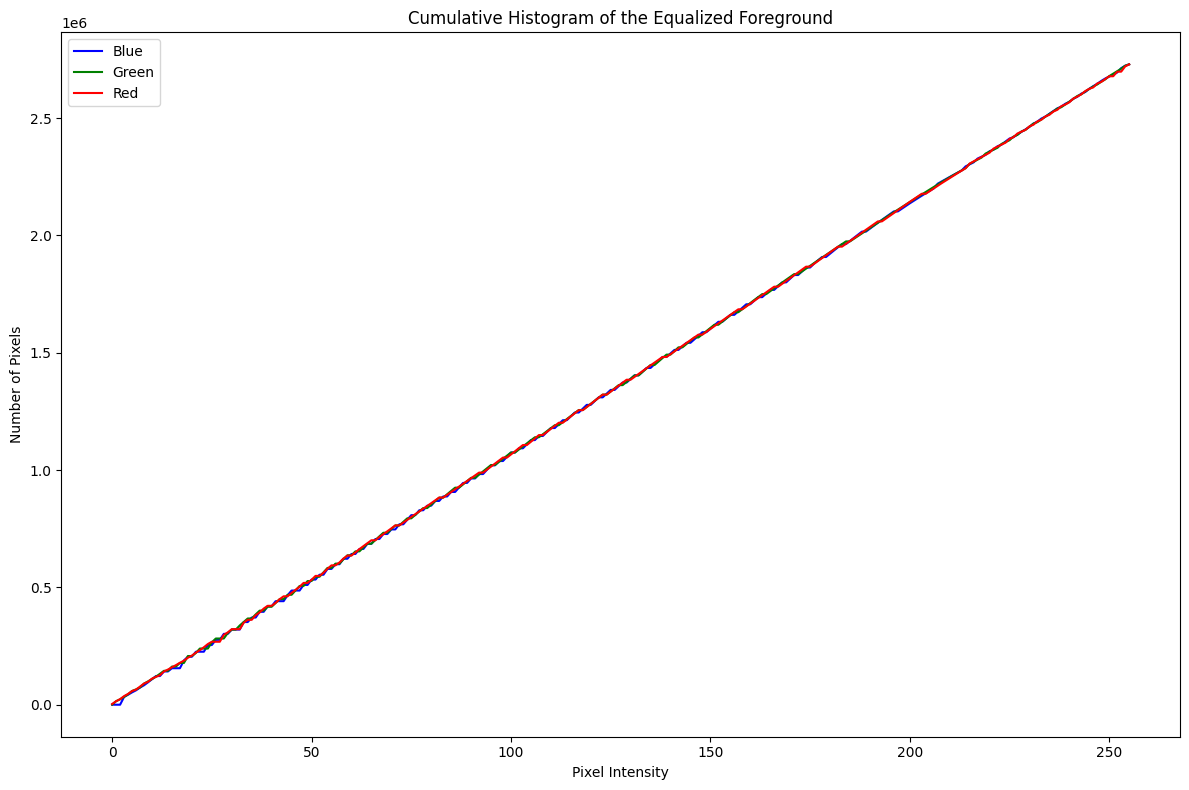 Cumulative Histogram of the Equalized Foreground
1e6
Blue
Green
Red
2.5
2.0
1.5
1.0
0.5
0.0
Number of Pixels
0 50 100 150 200 250
Pixel Intensity